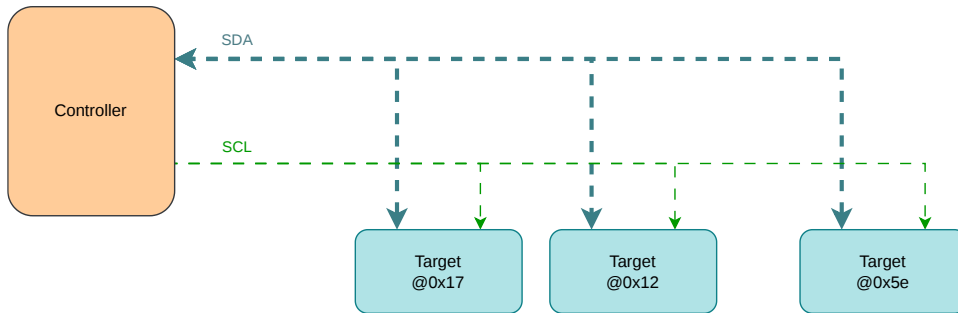 SDA
Controller
SCL
Target
@0x17
Target
@0x12
Target
@0x5e